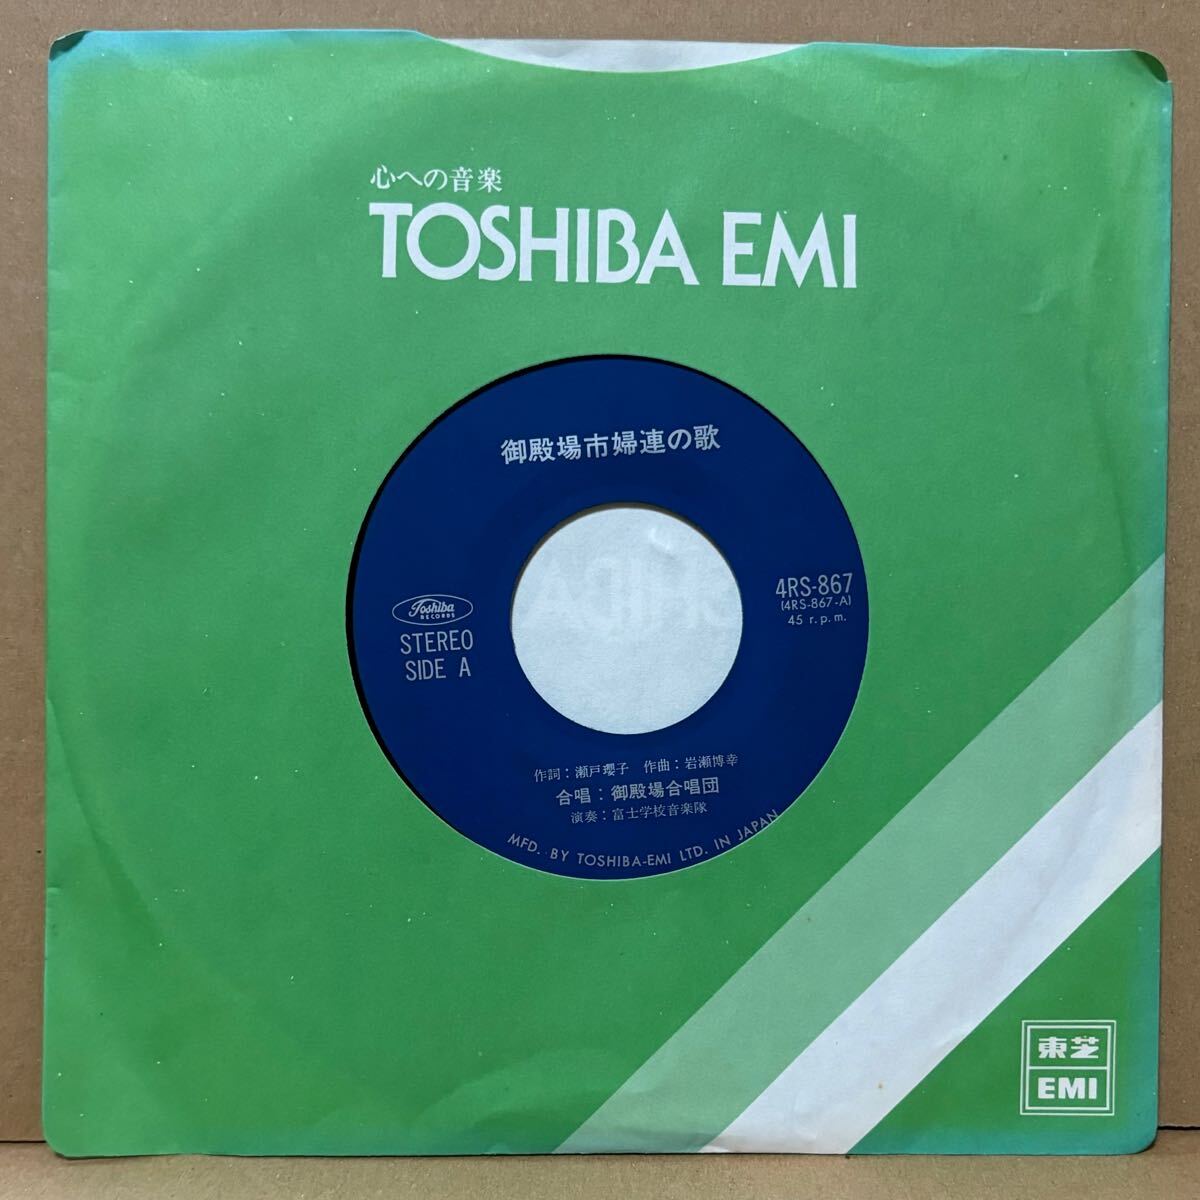 心への音楽
TOSHIBA EMI
御殿場市婦連の歌
Toshiba
RECORDS
STEREO
SIDE A
4RS-867
(4RS-867-A)
45 r.p.m.
作詞：瀬戸瓔子 作曲：岩瀬博幸
合唱：御殿場合唱団
演奏：富士学校音楽隊
MFD. BY TOSHIBA-EMI LTD. IN JAPAN
東芝
EMI